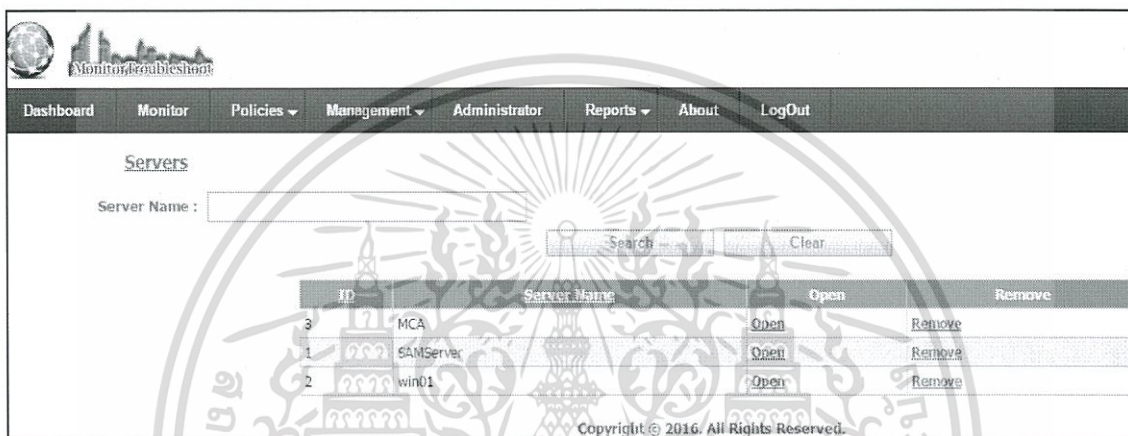 MonitorTroubleshoot
Dashboard Monitor Policies Management Administrator Reports About LogOut
Servers
Server Name :
Search Clear
ID Server Name Open Remove
3 MCA Open Remove
1 SAMServer Open Remove
2 win01 Open Remove
Copyright © 2016. All Rights Reserved.